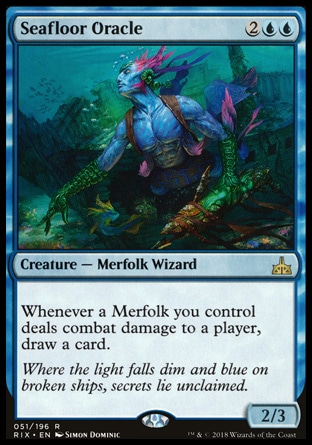 Seafloor Oracle 2
Creature — Merfolk Wizard
Whenever a Merfolk you control
deals combat damage to a player,
draw a card.
Where the light falls dim and blue on
broken ships, secrets lie unclaimed.
2/3
051/196 R
RIX • EN SIMON DOMINIC ™ & © 2018 Wizards of the Coast